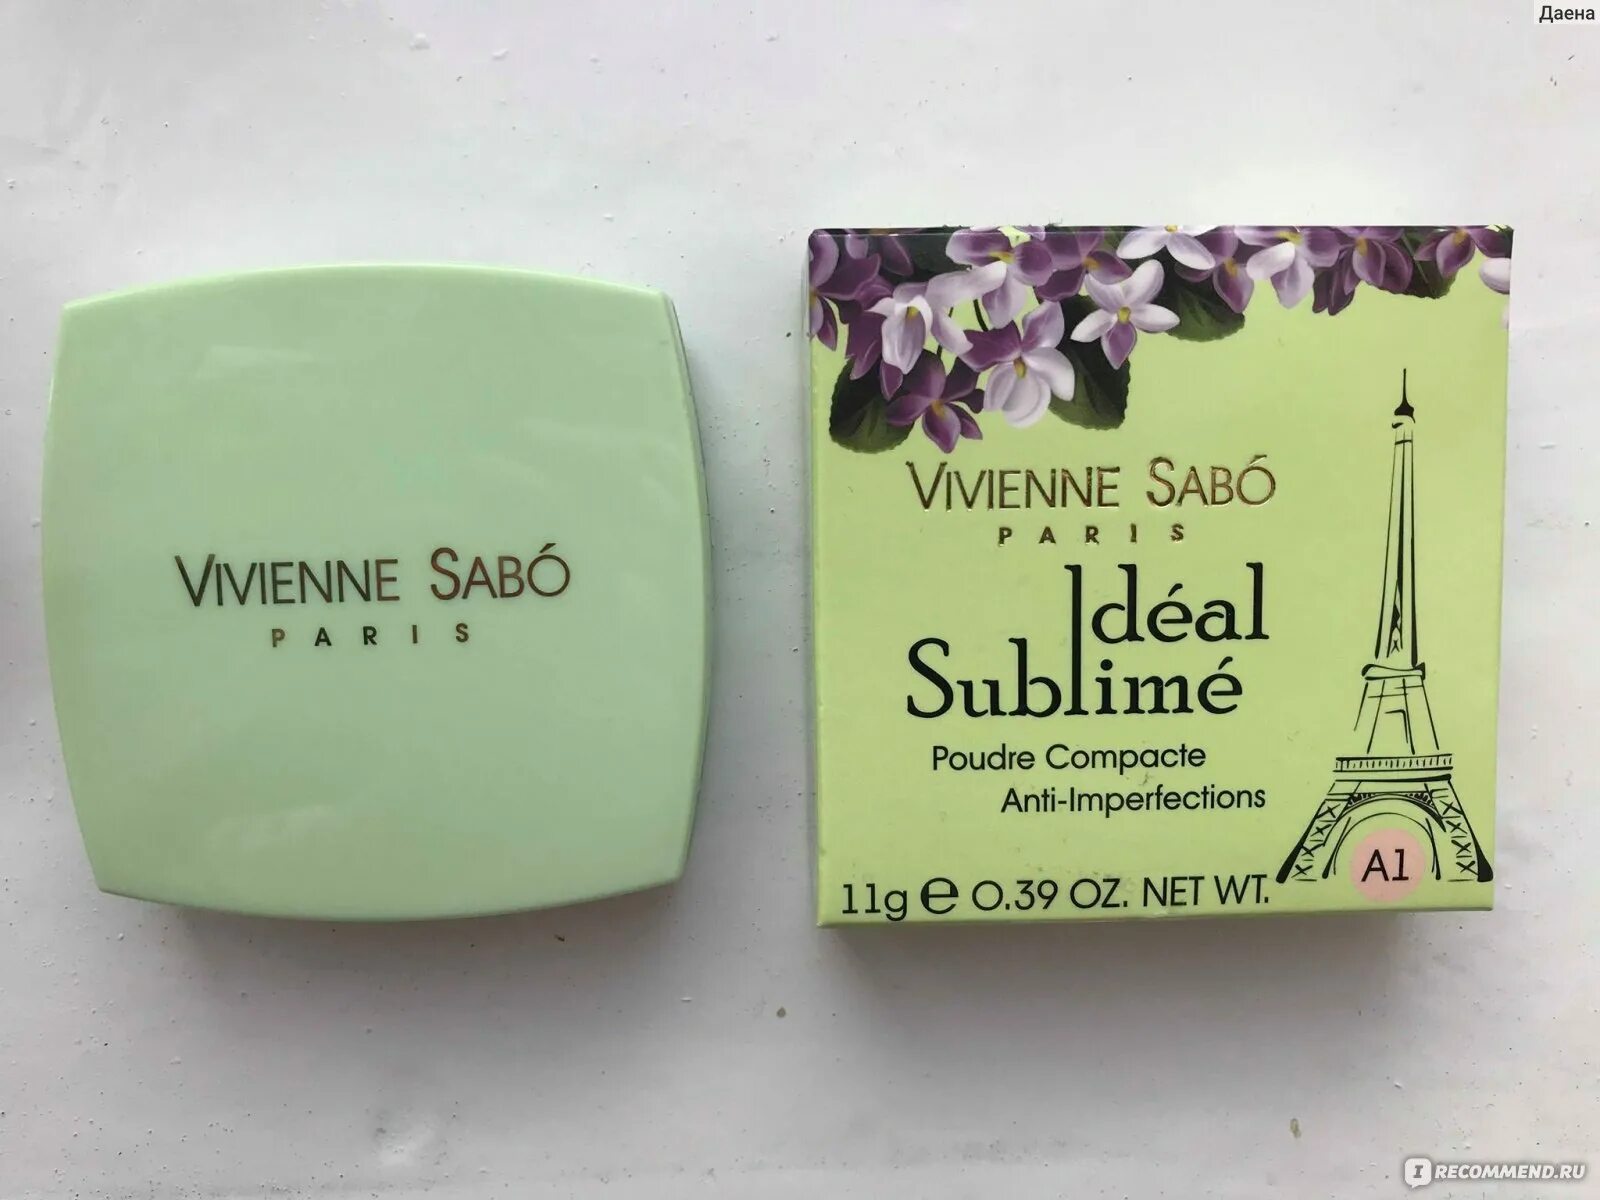 Даена
VIVIENNE SABÓ
PARIS
VIVIENNE SABÓ
PARIS
Idéal
Sublimé
Poudre Compacte
Anti-Imperfections
A1
11g e 0.39 OZ. NET WT.
IRECOMMEND.RU